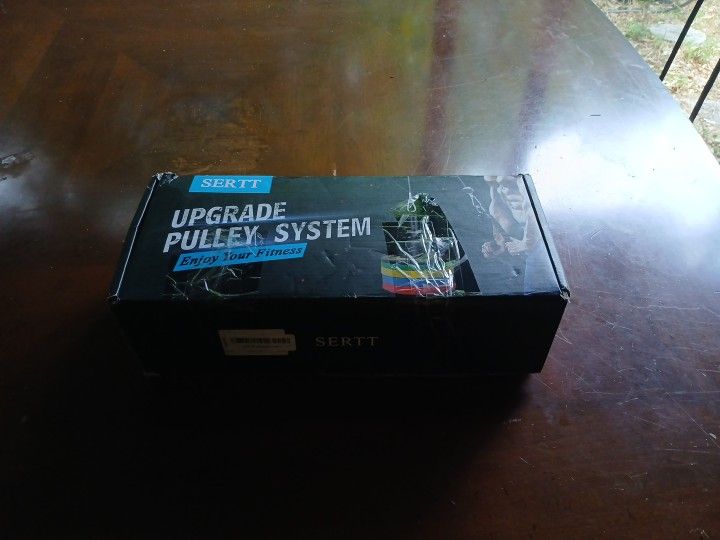 SERTT
UPGRADE
PULLEY SYSTEM
Enjoy Your Fitness
SERTT